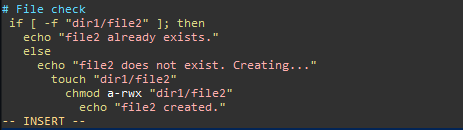 # File check
if [ -f "dir1/file2" ]; then
echo "file2 already exists."
else
echo "file2 does not exist. Creating..."
touch "dir1/file2"
chmod a-rwx "dir1/file2"
echo "file2 created."
-- INSERT --